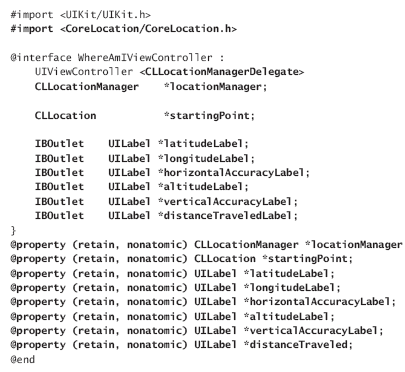 #import <UIKit/UIKit.h>
#import <CoreLocation/CoreLocation.h>
@interface WhereAmIViewController :
UIViewController <CLLocationManagerDelegate>
CLLocationManager *locationManager;
CLLocation *startingPoint;
IBOutlet UILabel *latitudeLabel;
IBOutlet UILabel *longitudeLabel;
IBOutlet UILabel *horizontalAccuracyLabel;
IBOutlet UILabel *altitudeLabel;
IBOutlet UILabel *verticalAccuracyLabel;
IBOutlet UILabel *distanceTraveledLabel;
}
@property (retain, nonatomic) CLLocationManager *locationManager
@property (retain, nonatomic) CLLocation *startingPoint;
@property (retain, nonatomic) UILabel *latitudeLabel;
@property (retain, nonatomic) UILabel *longitudeLabel;
@property (retain, nonatomic) UILabel *horizontalAccuracyLabel;
@property (retain, nonatomic) UILabel *altitudeLabel;
@property (retain, nonatomic) UILabel *verticalAccuracyLabel;
@property (retain, nonatomic) UILabel *distanceTraveled;
@end